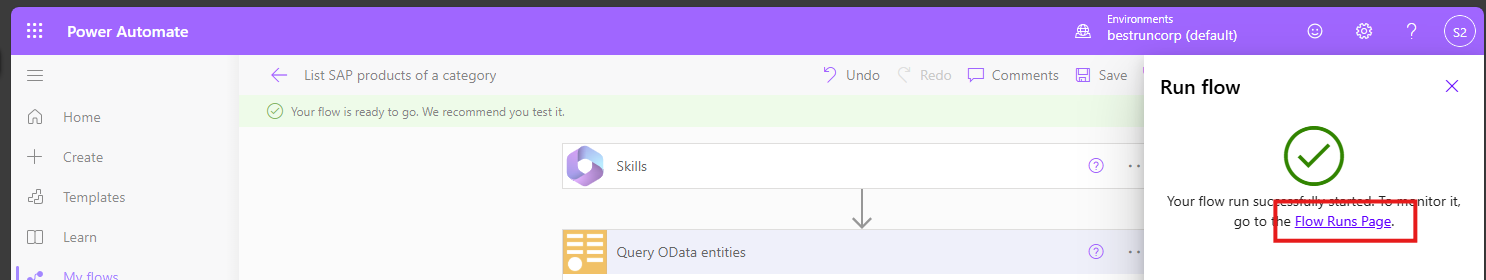 Power Automate
Environments
bestruncorp (default)
S2
List SAP products of a category
Undo
Redo
Comments
Save
Your flow is ready to go. We recommend you test it.
Home
Create
Templates
Learn
My flows
Skills
Query OData entities
Run flow
Your flow run successfully started. To monitor it,
go to the Flow Runs Page.